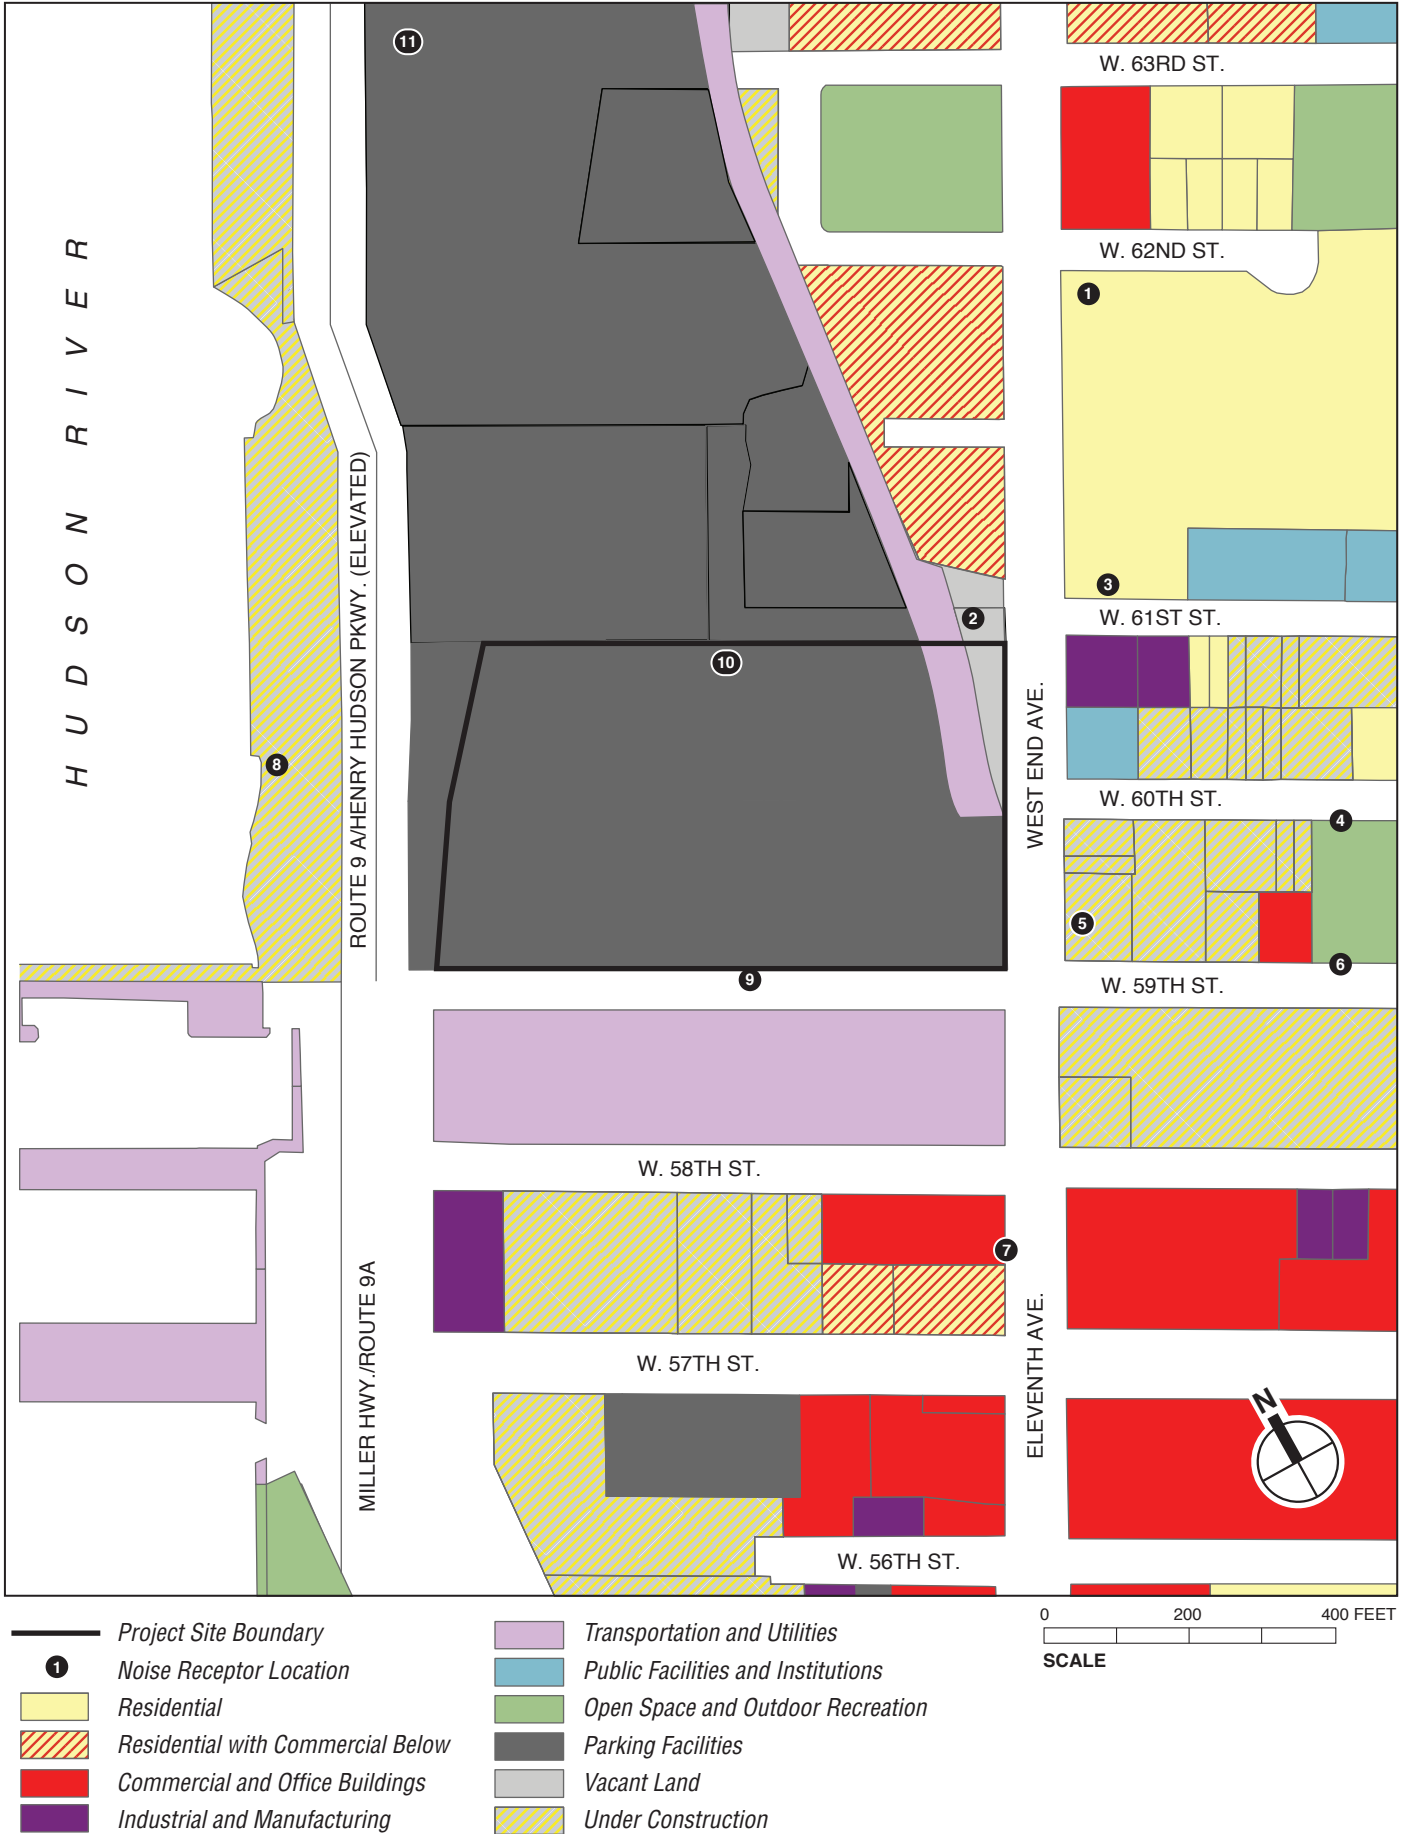 11
W. 63RD ST.
W. 62ND ST.
1
HUDSON RIVER
ROUTE 9 A/HENRY HUDSON PKWY. (ELEVATED)
3
2
W. 61ST ST.
10
WEST END AVE.
8
W. 60TH ST.
4
5
6
9
W. 59TH ST.
W. 58TH ST.
7
MILLER HWY./ROUTE 9A
ELEVENTH AVE.
W. 57TH ST.
N
W. 56TH ST.
0 200 400 FEET
SCALE
Project Site Boundary
1 Noise Receptor Location
Residential
Residential with Commercial Below
Commercial and Office Buildings
Industrial and Manufacturing
Transportation and Utilities
Public Facilities and Institutions
Open Space and Outdoor Recreation
Parking Facilities
Vacant Land
Under Construction